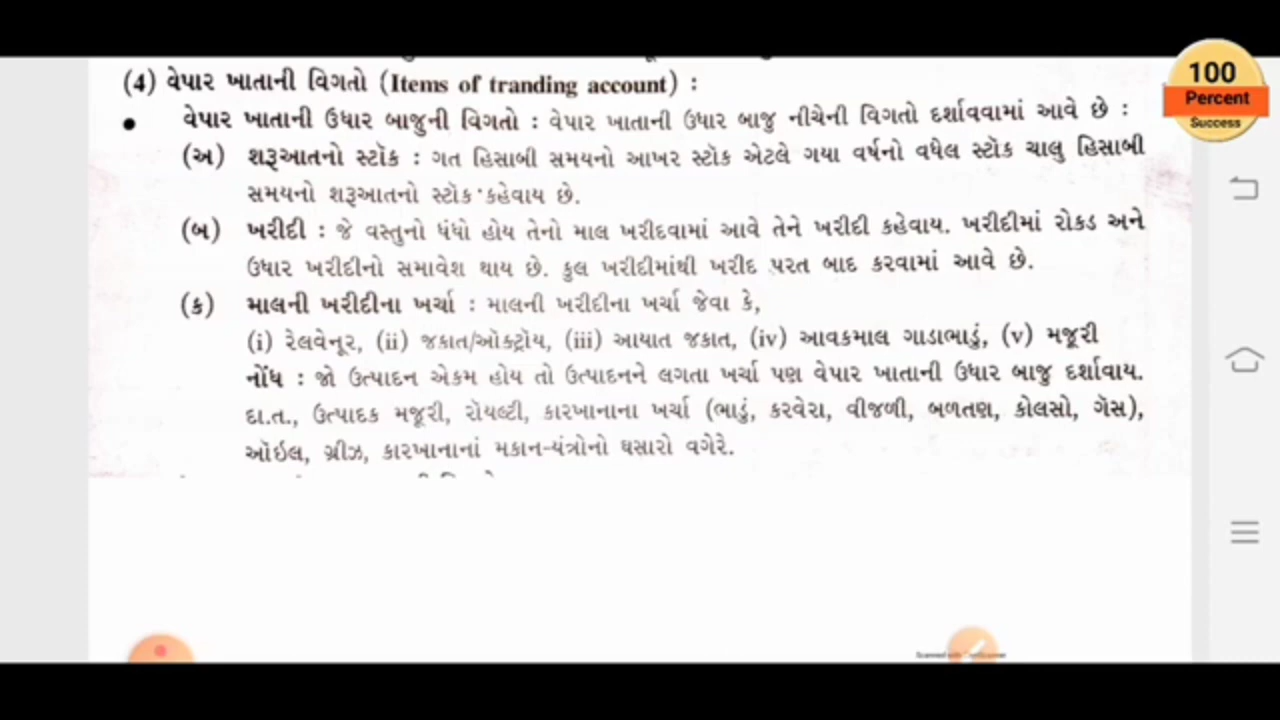 (4) વેપાર ખાતાની વિગતો (Items of tranding account) :
100
Percent
Success
• વેપાર ખાતાની ઉધાર બાજુની વિગતો : વેપાર ખાતાની ઉધાર બાજુ નીચેની વિગતો દર્શાવવામાં આવે છે :
(અ) શરૂઆતનો સ્ટૉક : ગત હિસાબી સમયનો આખર સ્ટૉક એટલે ગયા વર્ષનો વધેલ સ્ટૉક ચાલુ હિસાબી
સમયનો શરૂઆતનો સ્ટૉક કહેવાય છે.
(બ) ખરીદી : જે વસ્તુનો ધંધો હોય તેનો માલ ખરીદવામાં આવે તેને ખરીદી કહેવાય. ખરીદીમાં રોકડ અને
ઉધાર ખરીદીનો સમાવેશ થાય છે. કુલ ખરીદીમાંથી ખરીદ પરત બાદ કરવામાં આવે છે.
(ક) માલની ખરીદીના ખર્ચા : માલની ખરીદીના ખર્ચા જેવા કે,
(i) રેલવેનૂર, (ii) જકાત/ઑક્ટ્રૉય, (iii) આયાત જકાત, (iv) આવકમાલ ગાડાભાડું, (v) મજૂરી
નોંધ : જો ઉત્પાદન એકમ હોય તો ઉત્પાદનને લગતા ખર્ચા પણ વેપાર ખાતાની ઉધાર બાજુ દર્શાવાય.
દા.ત., ઉત્પાદક મજૂરી, રૉયલ્ટી, કારખાનાના ખર્ચા (ભાડું, કરવેરા, વીજળી, બળતણ, કોલસો, ગૅસ),
ઑઇલ, ગ્રીઝ, કારખાનાનાં મકાન-યંત્રોનો ઘસારો વગેરે.